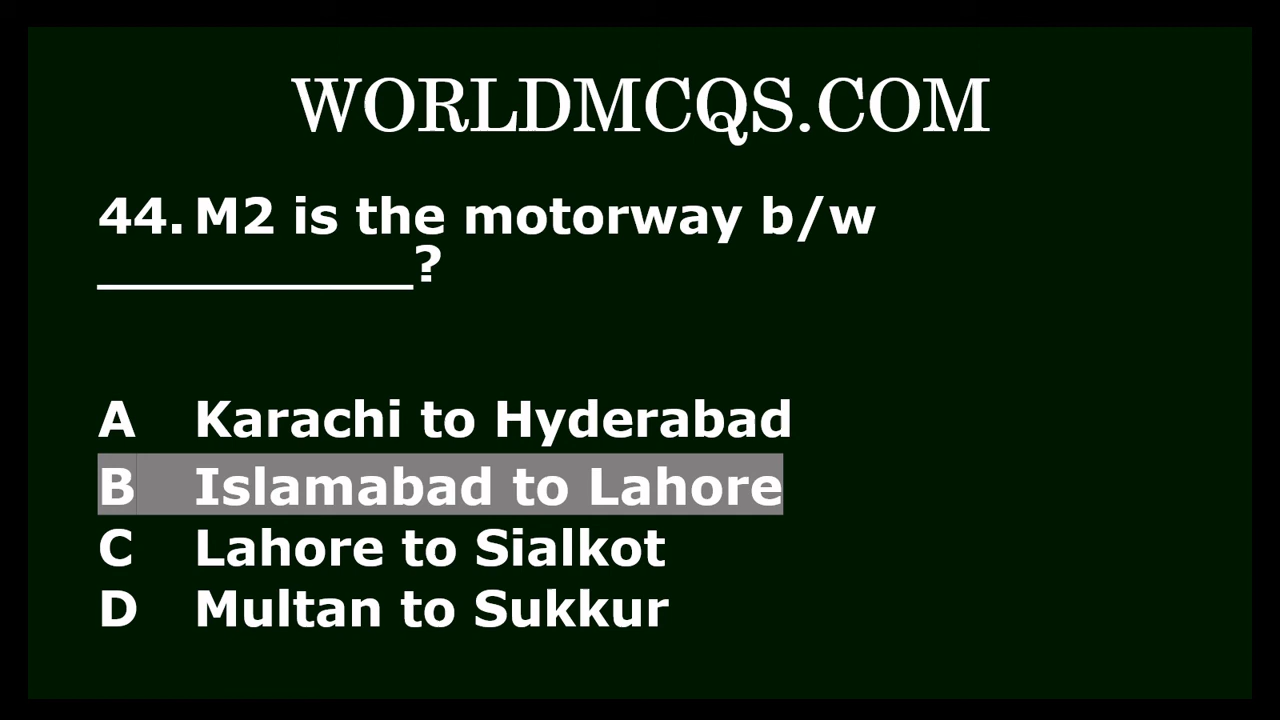 WORLDMCQS.COM
44. M2 is the motorway b/w
____________?
A Karachi to Hyderabad
B Islamabad to Lahore
C Lahore to Sialkot
D Multan to Sukkur